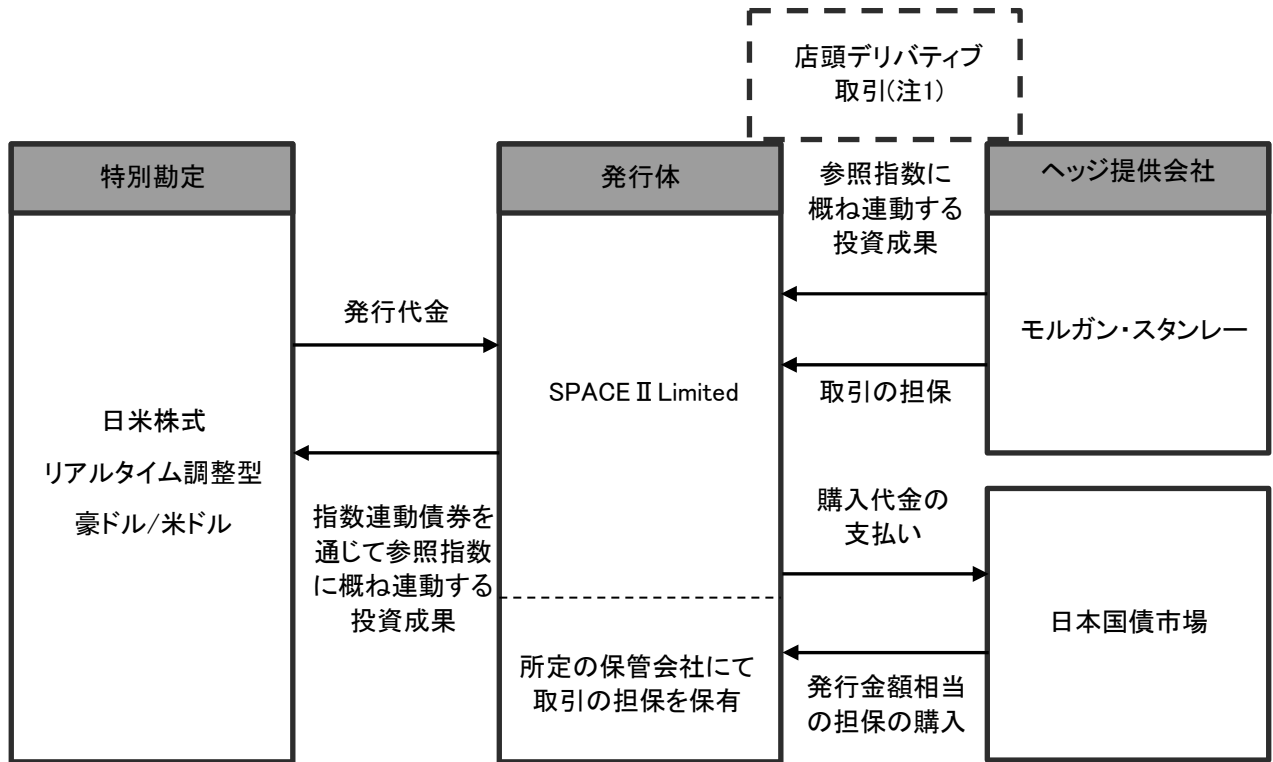 店頭デリバティブ
取引(注1)
特別勘定
発行体
ヘッジ提供会社
参照指数に
概ね連動する
投資成果
発行代金
モルガン・スタンレー
取引の担保
SPACEⅡLimited
日米株式
リアルタイム調整型
豪ドル/米ドル
指数連動債券を
通じて参照指数
に概ね連動する
投資成果
購入代金の
支払い
日本国債市場
所定の保管会社にて
取引の担保を保有
発行金額相当
の担保の購入